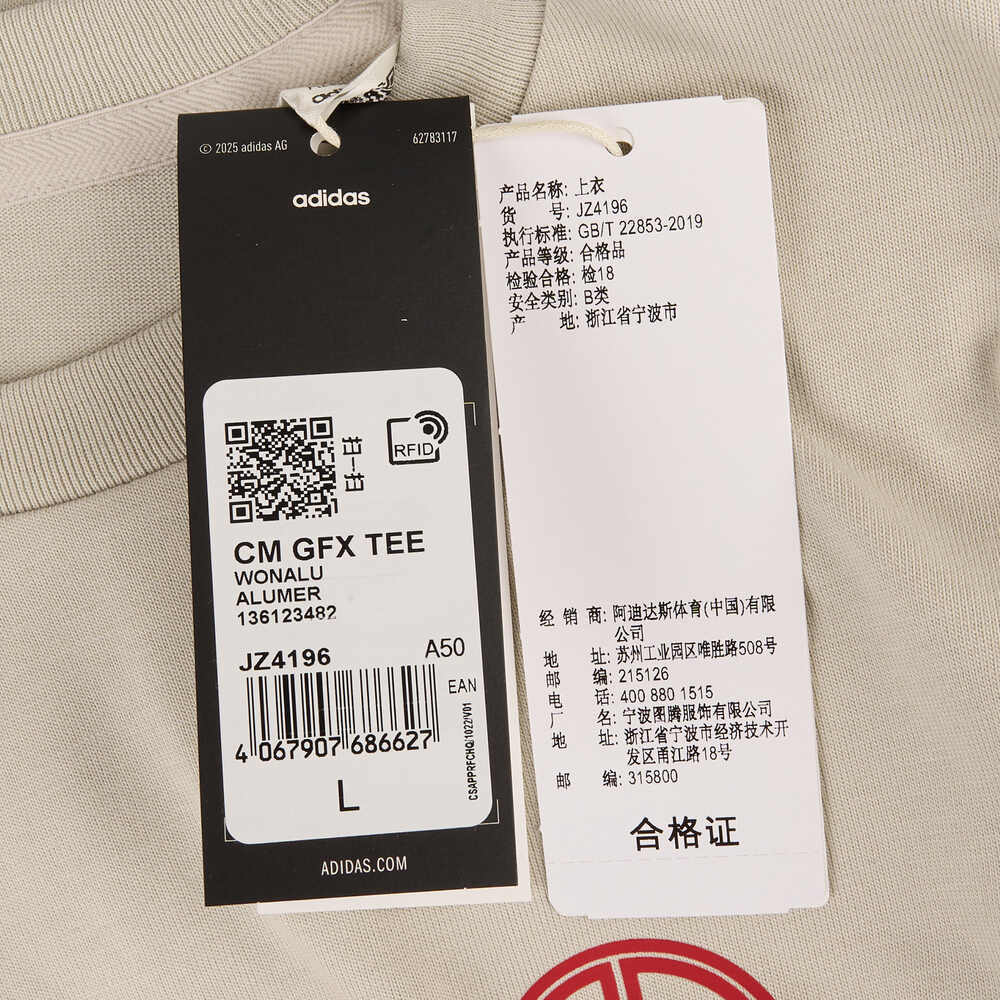 © 2025 adidas AG
62783117
adidas
扫一扫
RFID
CM GFX TEE
WONALU
ALUMER
136123482
JZ4196
A50
EAN
4 067907 686627
CSAPPRFCHQ/1022/V01
L
ADIDAS.COM
产品名称: 上衣
货 号: JZ4196
执行标准: GB/T 22853-2019
产品等级: 合格品
检验合格: 检18
安全类别: B类
产 地: 浙江省宁波市
经 销 商: 阿迪达斯体育(中国)有限
公司
地 址: 苏州工业园区唯胜路508号
邮 编: 215126
电 话: 400 880 1515
厂 名: 宁波图腾服饰有限公司
地 址: 浙江省宁波市经济技术开
发区甬江路18号
邮 编: 315800
合格证